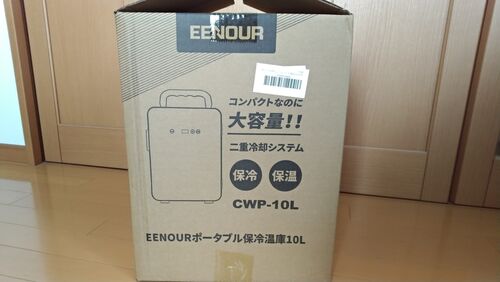 EENOUR
コンパクトなのに
大容量!!
二重冷却システム
保冷 保温
CWP-10L
EENOURポータブル保冷温庫10L